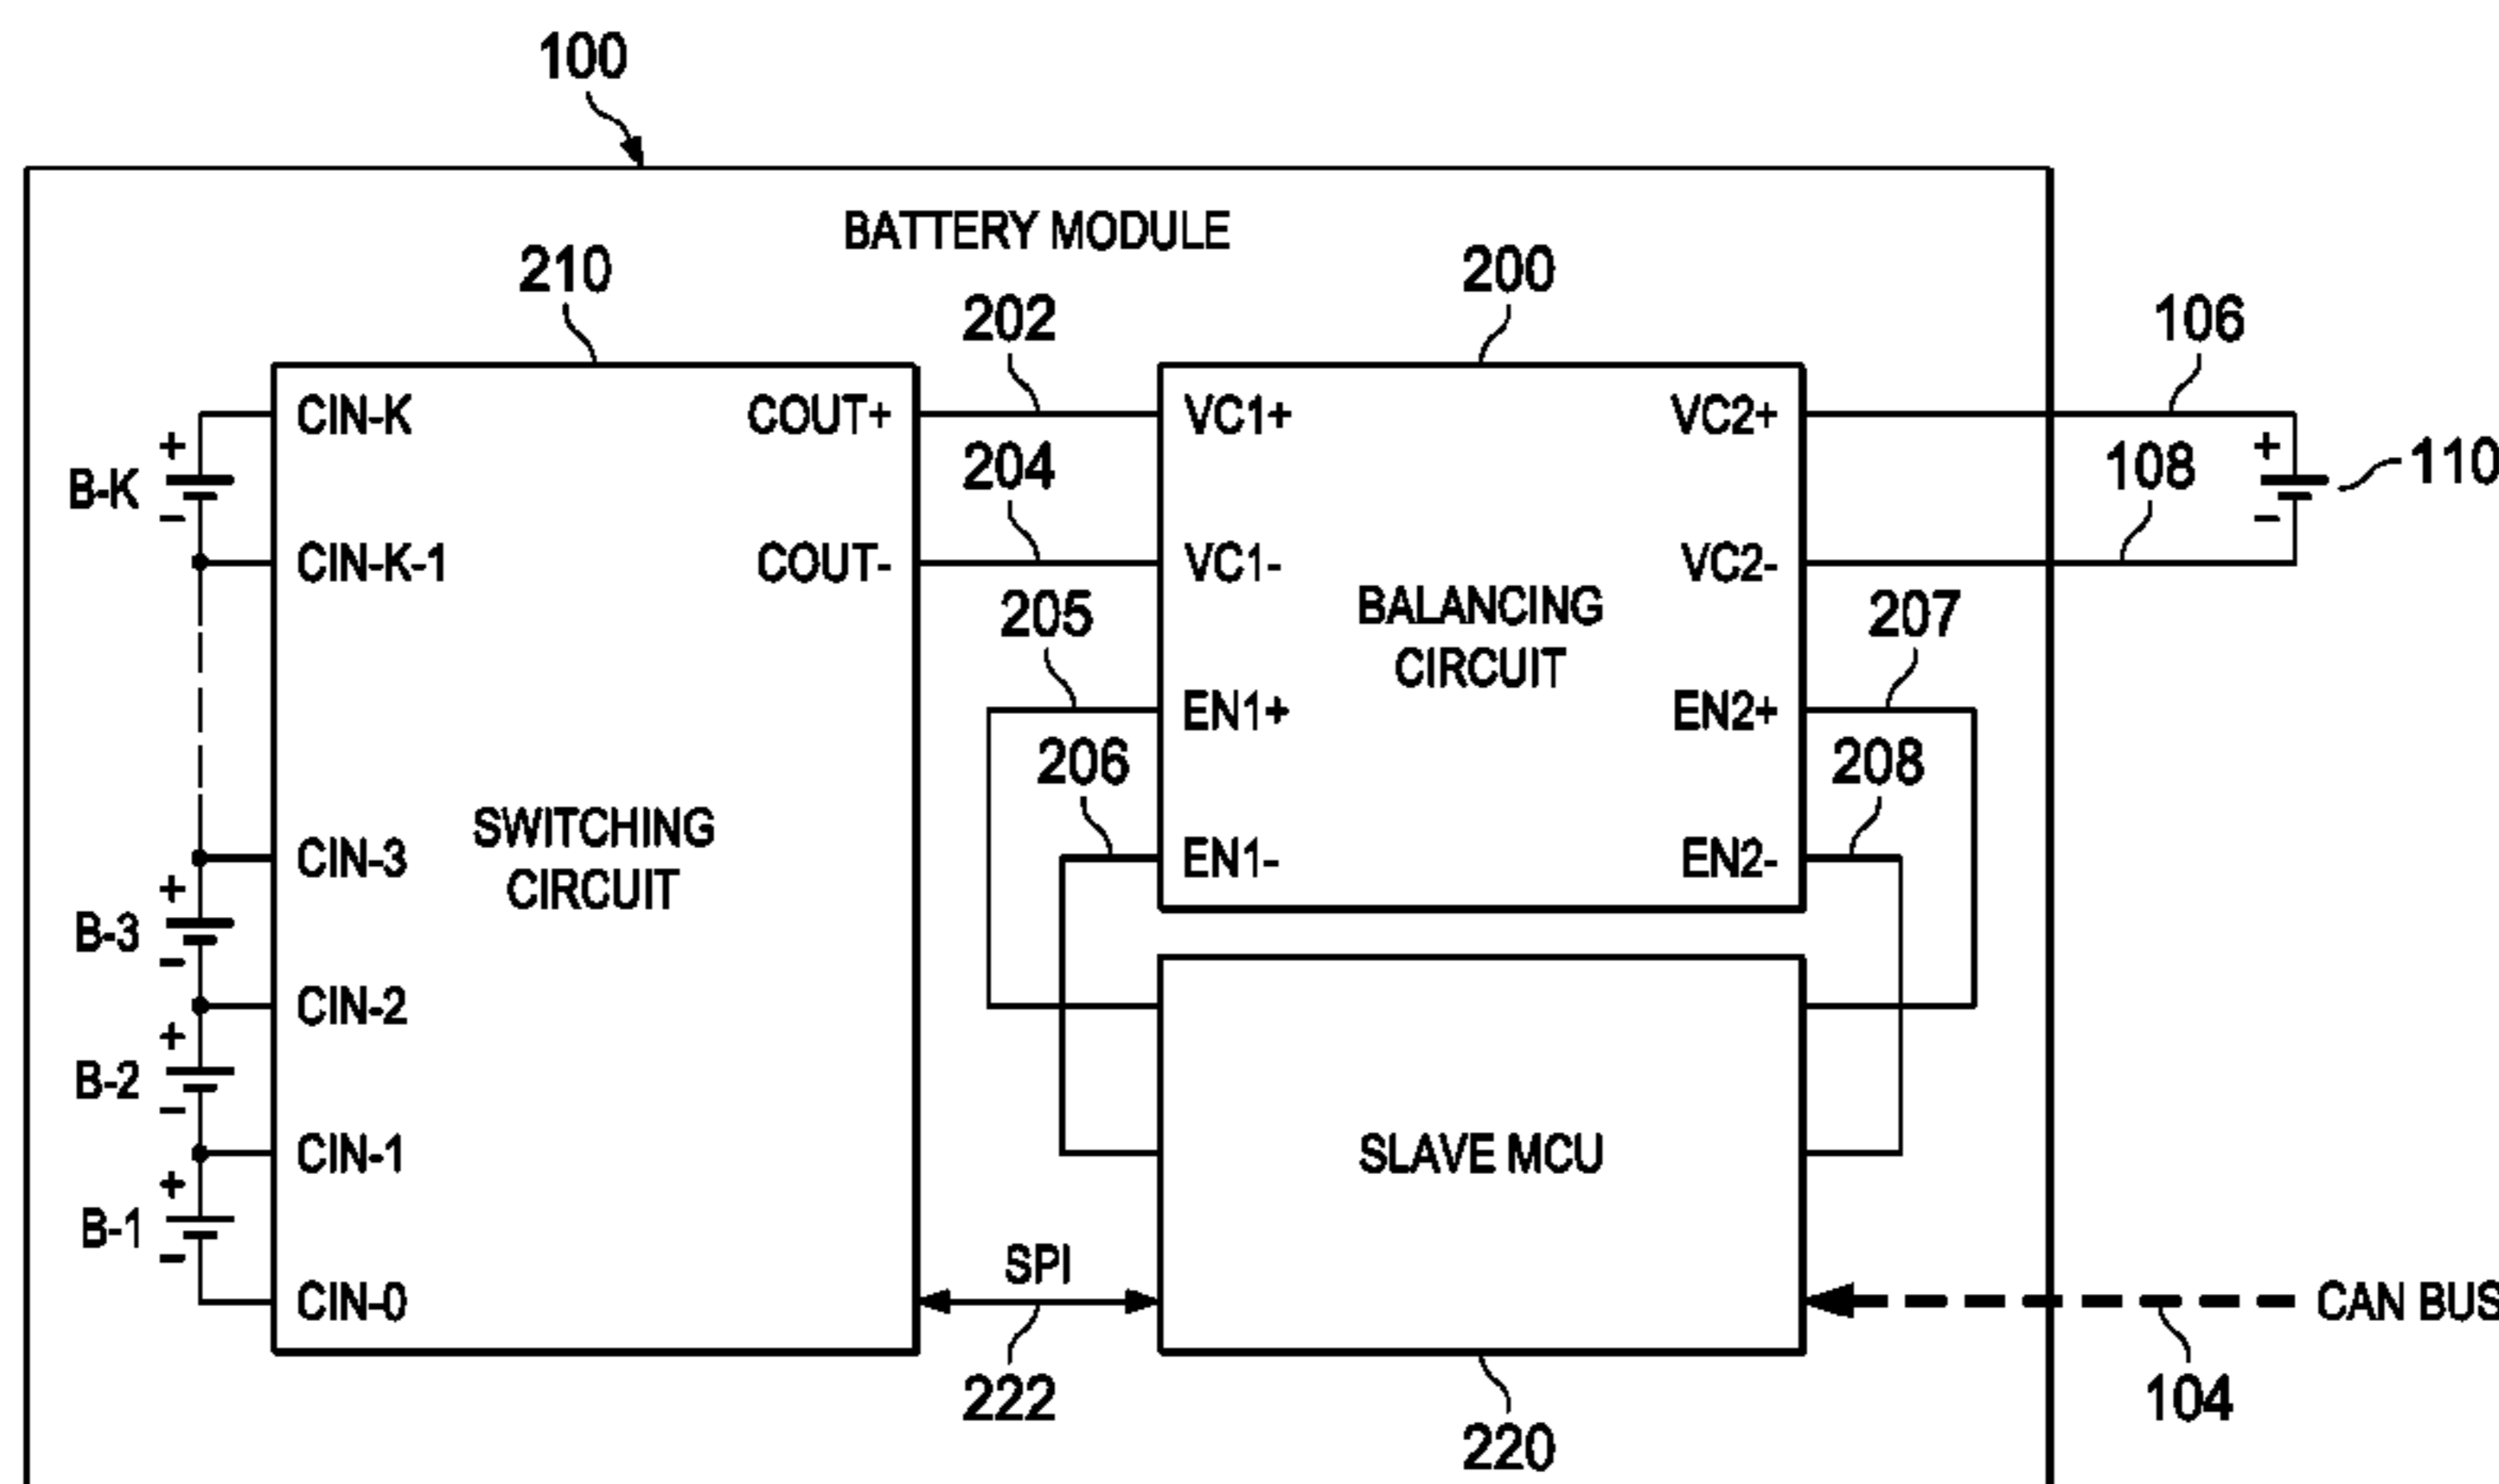 100
BATTERY MODULE
210
202
200
106
CIN-K
COUT+
VC1+
VC2+
B-K
+
-
204
108
+
-
110
CIN-K-1
COUT-
VC1-
VC2-
205
BALANCING
CIRCUIT
207
EN1+
EN2+
206
208
SWITCHING
CIRCUIT
CIN-3
EN1-
EN2-
B-3
+
-
CIN-2
B-2
+
-
CIN-1
SLAVE MCU
B-1
+
-
SPI
CIN-0
CAN BUS
222
104
220